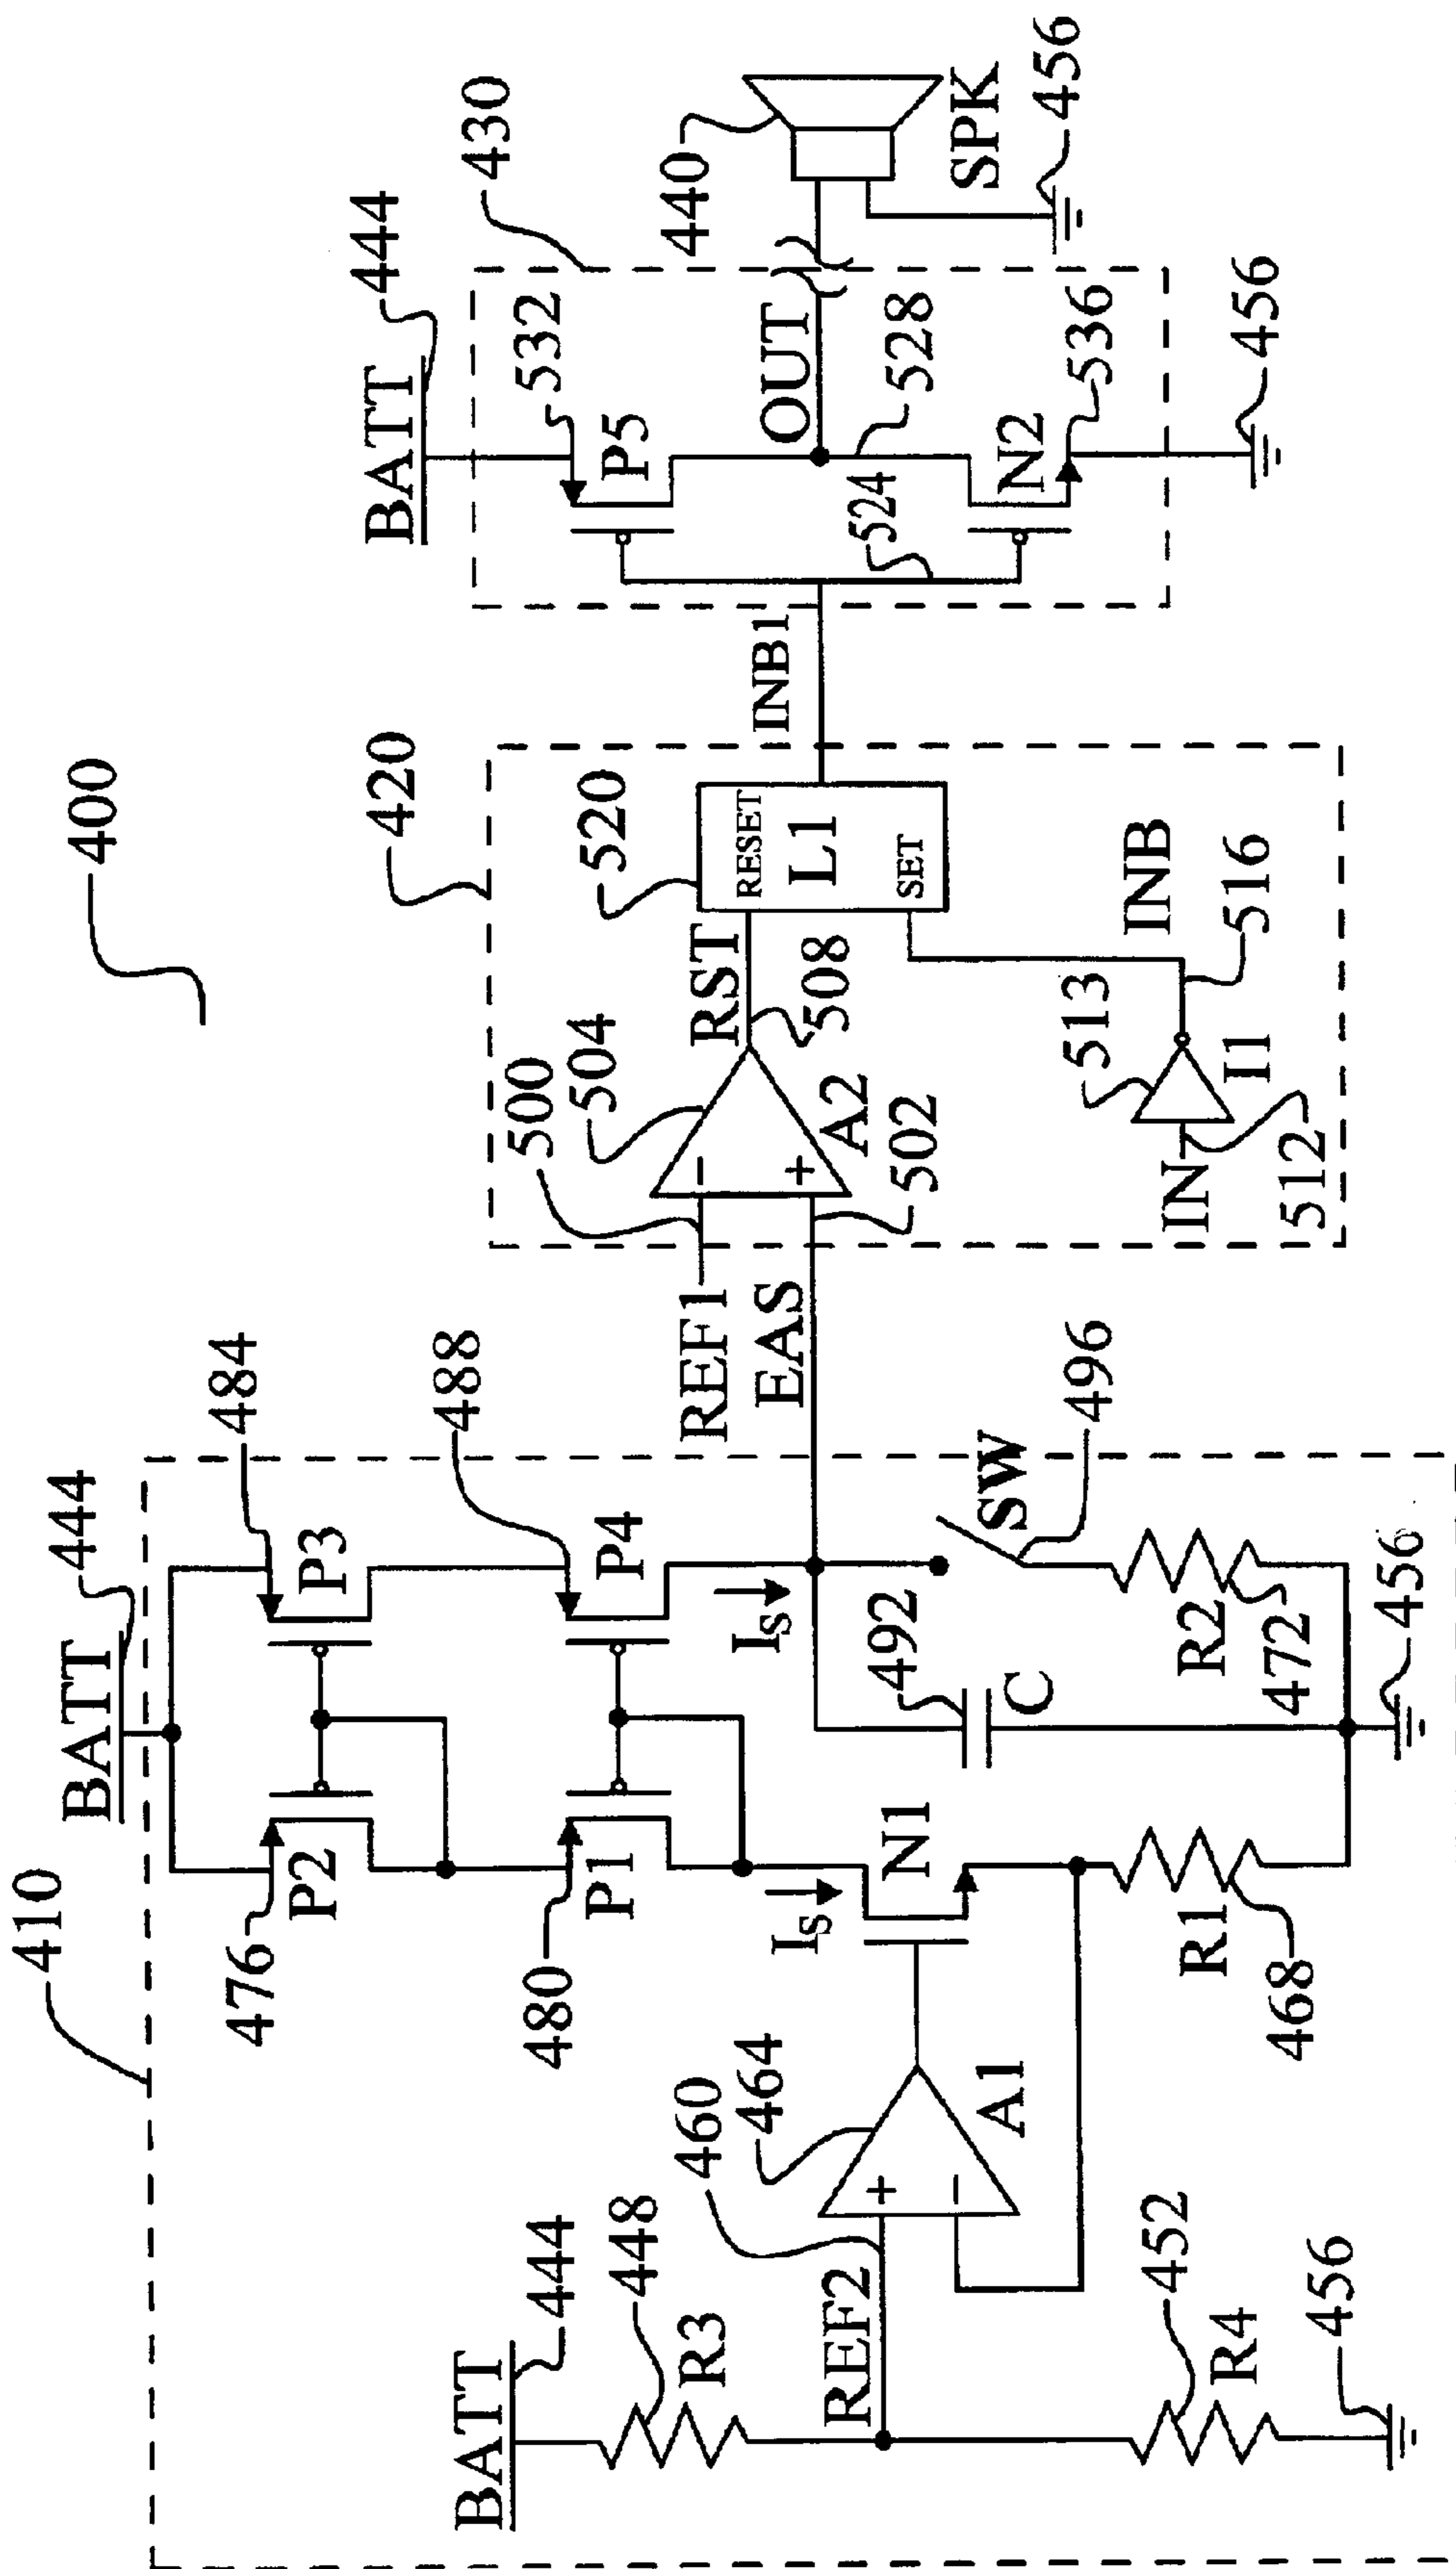 400
410
BATT
444
476
P2
P3
484
480
P1
P4
488
IS
IS
BATT
444
448
R3
460
464
REF2
A1
N1
492
C
SW
496
452
R4
R1
468
R2
472
456
456
420
REF1
500
504
RST
508
EAS
A2
502
520
RESET
L1
SET
INB
513
516
IN
I1
512
INB1
430
BATT
444
532
P5
OUT
524
528
N2
536
456
440
SPK
456